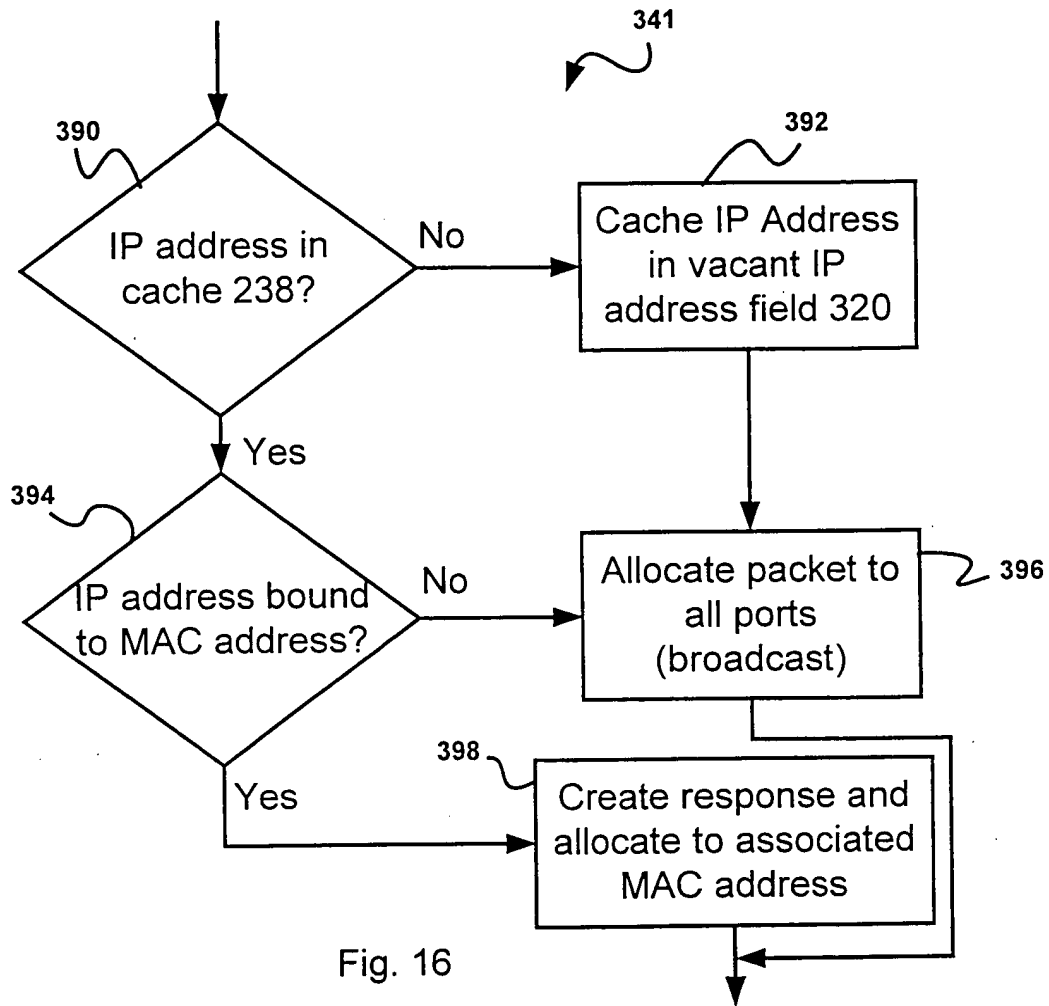 341
390
392
IP address in
cache 238?
No
Cache IP Address
in vacant IP
address field 320
Yes
394
IP address bound
to MAC address?
No
Allocate packet to
all ports
(broadcast)
396
398
Yes
Create response and
allocate to associated
MAC address
Fig. 16